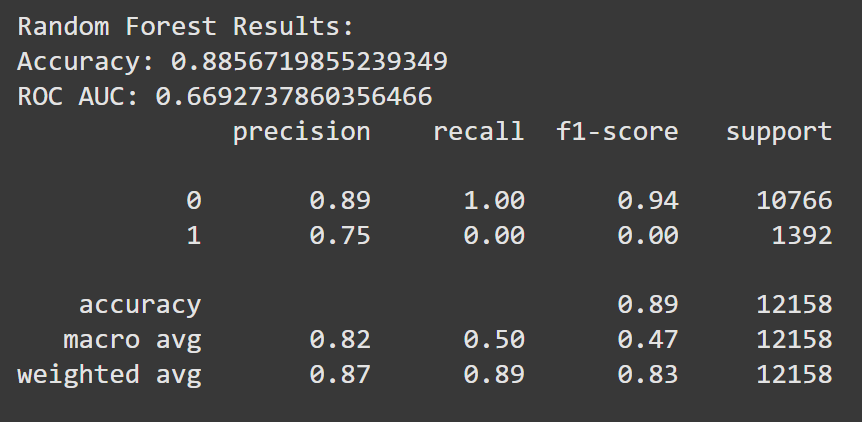 Random Forest Results:
Accuracy: 0.8856719855239349
ROC AUC: 0.6692737860356466
              precision    recall  f1-score   support

           0       0.89      1.00      0.94     10766
           1       0.75      0.00      0.00      1392

    accuracy                           0.89     12158
   macro avg       0.82      0.50      0.47     12158
weighted avg       0.87      0.89      0.83     12158